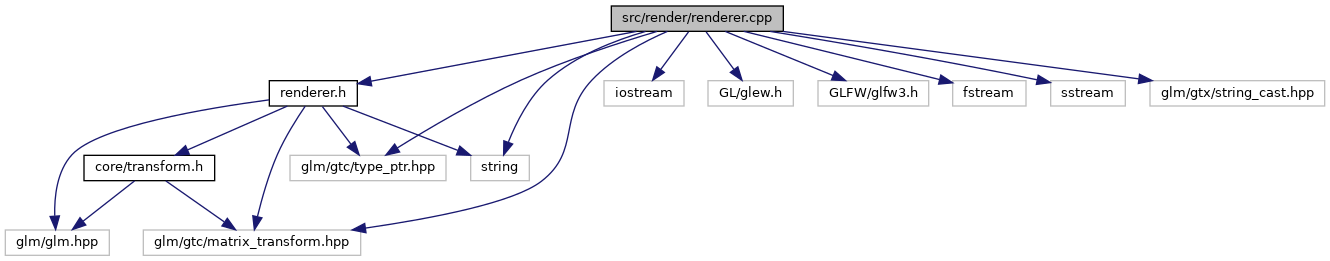 src/render/renderer.cpp
renderer.h
iostream
GL/glew.h
GLFW/glfw3.h
fstream
sstream
glm/gtx/string_cast.hpp
core/transform.h
glm/gtc/type_ptr.hpp
string
glm/glm.hpp
glm/gtc/matrix_transform.hpp